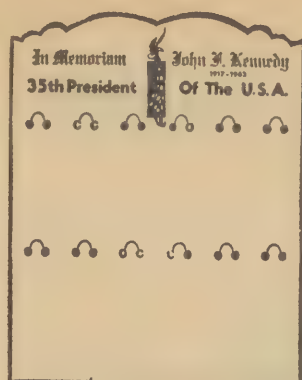 In Memoriam
John F. Kennedy
1917-1963
35th President Of The U.S.A.